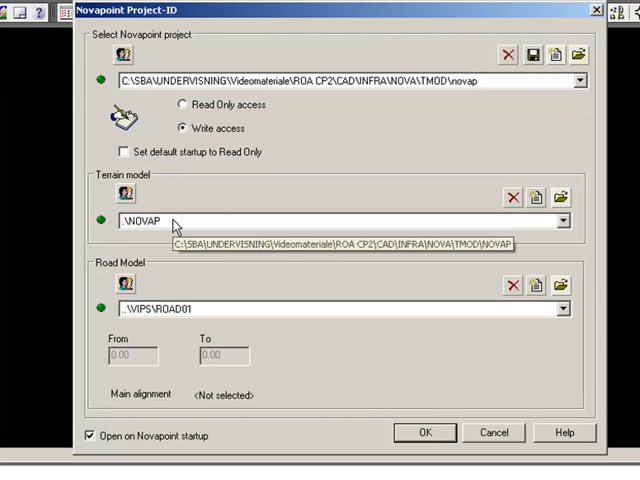 Novapoint Project-ID
Select Novapoint project
C:\SBA\UNDERVISNING\Videomateriale\ROA CP2\CAD\INFRA\NOVA\TMOD\novap
Read Only access
Write access
Set default startup to Read Only
Terrain model
.\NOVAP
C:\SBA\UNDERVISNING\Videomateriale\ROA CP2\CAD\INFRA\NOVA\TMOD\NOVAP
Road Model
..\VIPS\ROAD01
From To
0.00 0.00
Main alignment <Not selected>
Open on Novapoint startup OK Cancel Help